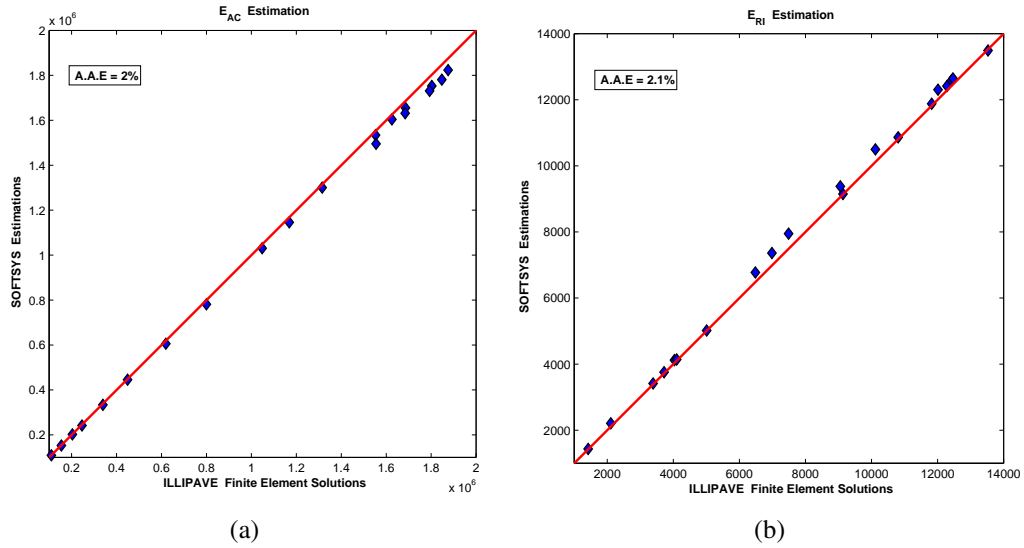 E_AC Estimation
x 10^6
2
1.8
1.6
1.4
1.2
1
0.8
0.6
0.4
0.2
A.A.E = 2%
SOFTSYS Estimations
0.2 0.4 0.6 0.8 1 1.2 1.4 1.6 1.8 2
x 10^6
ILLIPAVE Finite Element Solutions
(a)
E_RI Estimation
14000
12000
10000
8000
6000
4000
2000
A.A.E = 2.1%
SOFTSYS Estimations
2000 4000 6000 8000 10000 12000 14000
ILLIPAVE Finite Element Solutions
(b)